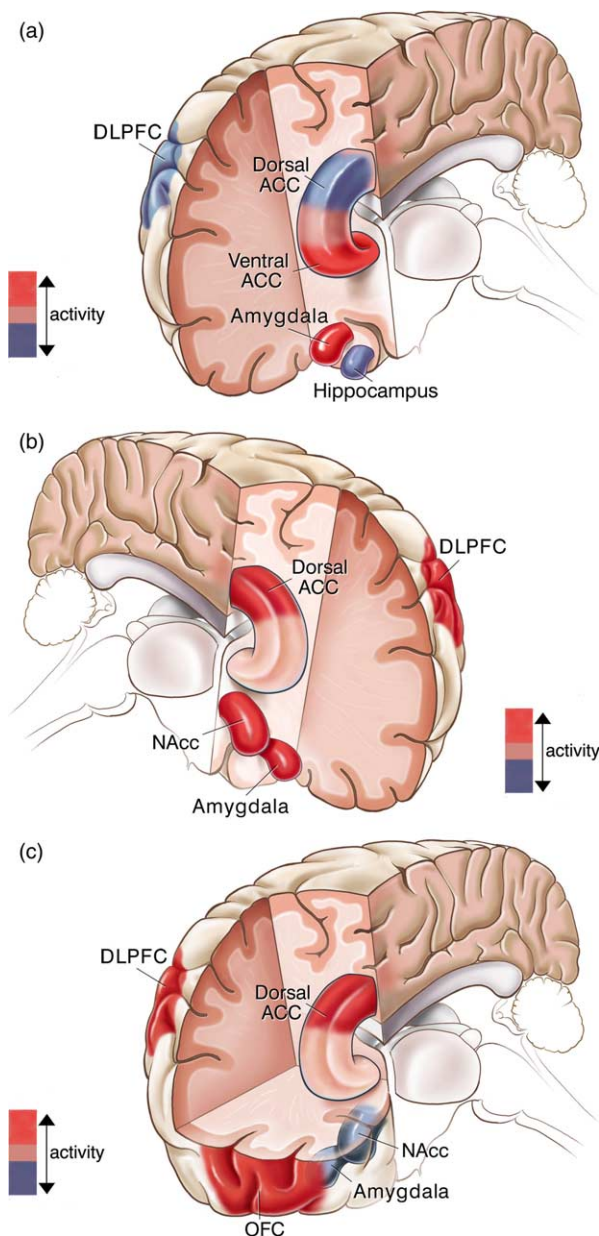 (a)
DLPFC
Dorsal
ACC
Ventral
ACC
activity
Amygdala
Hippocampus
(b)
DLPFC
Dorsal
ACC
NAcc
activity
Amygdala
(c)
DLPFC
Dorsal
ACC
activity
NAcc
Amygdala
OFC